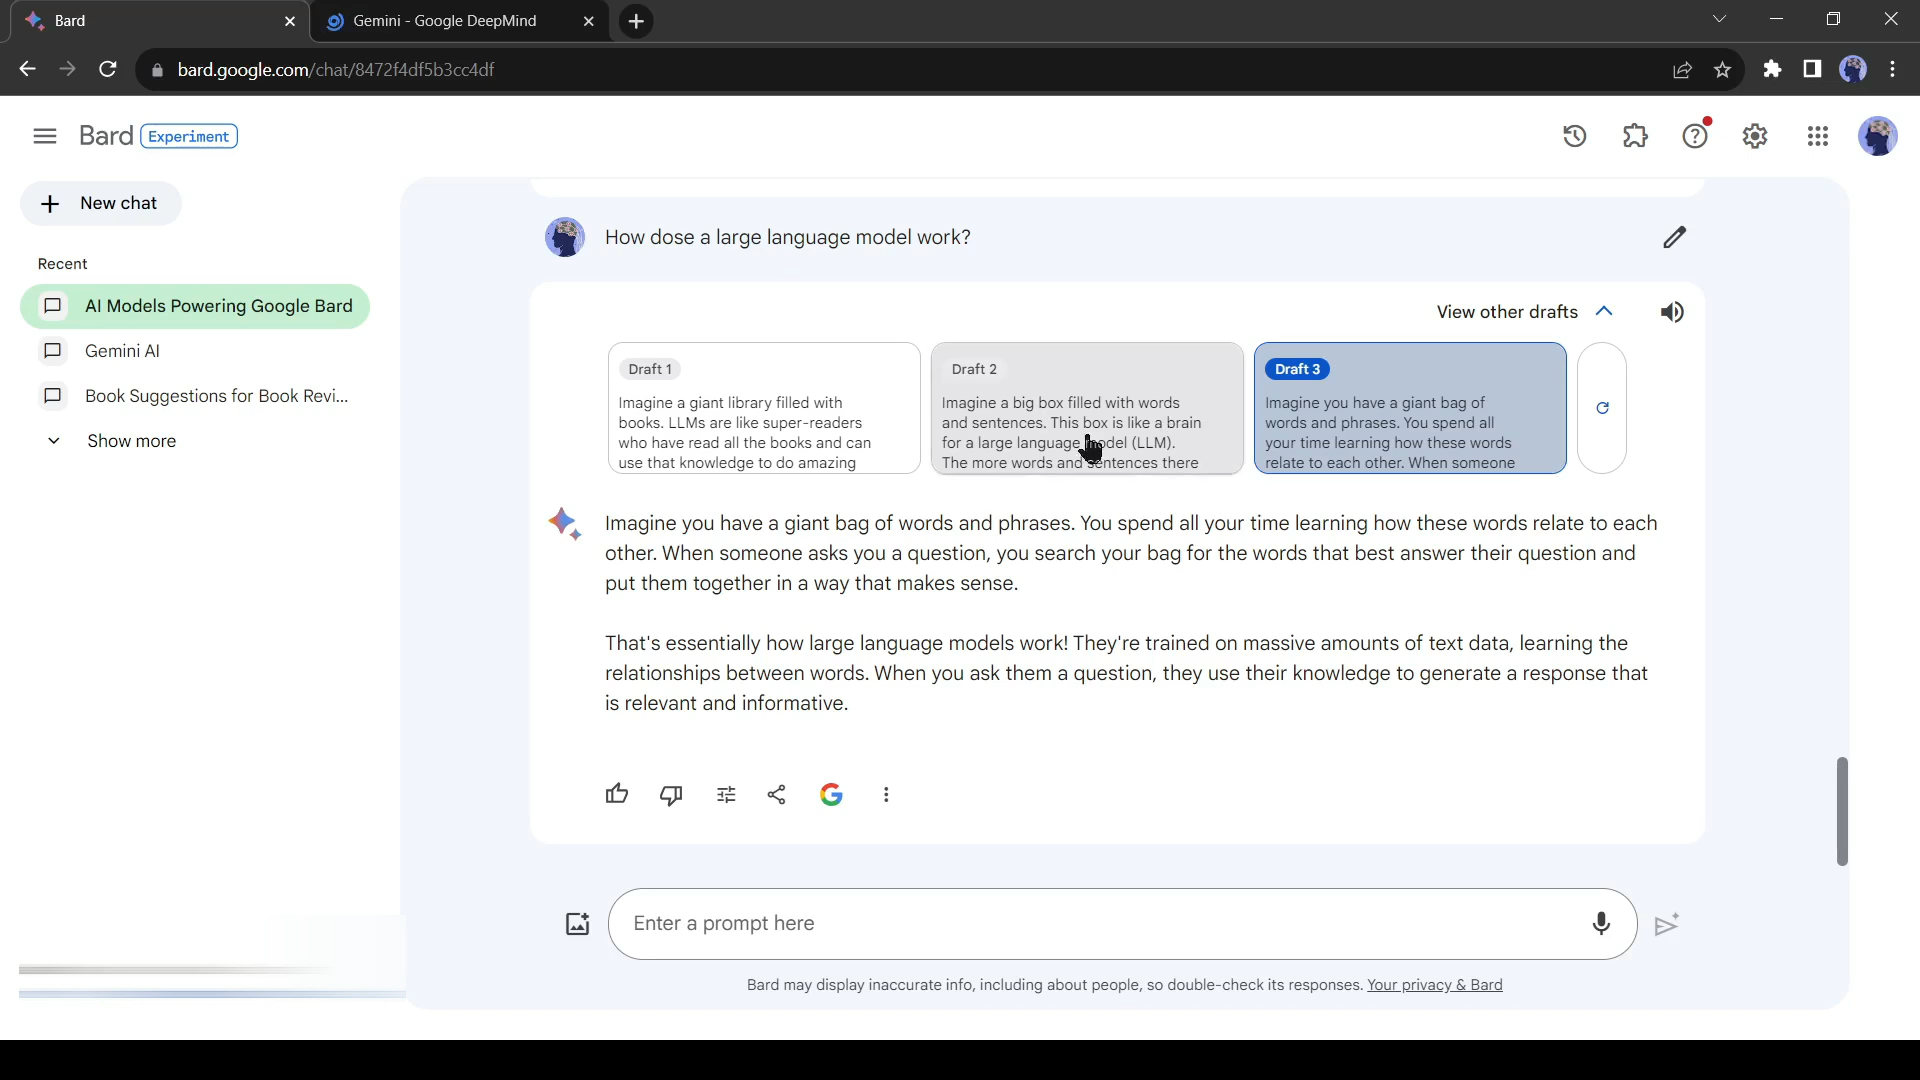 Bard
Gemini - Google DeepMind
bard.google.com/chat/8472f4df5b3cc4df
Bard Experiment
New chat
Recent
AI Models Powering Google Bard
Gemini AI
Book Suggestions for Book Revi...
Show more
How dose a large language model work?
View other drafts
Draft 1
Imagine a giant library filled with
books. LLMs are like super-readers
who have read all the books and can
use that knowledge to do amazing
Draft 2
Imagine a big box filled with words
and sentences. This box is like a brain
for a large language model (LLM).
The more words and sentences there
Draft 3
Imagine you have a giant bag of
words and phrases. You spend all
your time learning how these words
relate to each other. When someone
Imagine you have a giant bag of words and phrases. You spend all your time learning how these words relate to each
other. When someone asks you a question, you search your bag for the words that best answer their question and
put them together in a way that makes sense.
That's essentially how large language models work! They're trained on massive amounts of text data, learning the
relationships between words. When you ask them a question, they use their knowledge to generate a response that
is relevant and informative.
Enter a prompt here
Bard may display inaccurate info, including about people, so double-check its responses. Your privacy & Bard